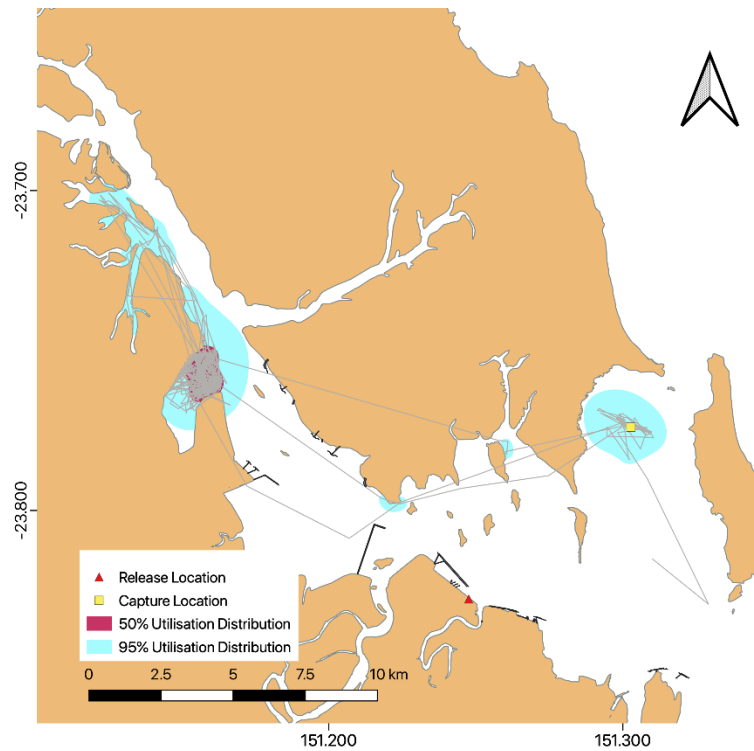 -23.700
-23.800
Release Location
Capture Location
50% Utilisation Distribution
95% Utilisation Distribution
0 2.5 5 7.5 10 km
151.200 151.300